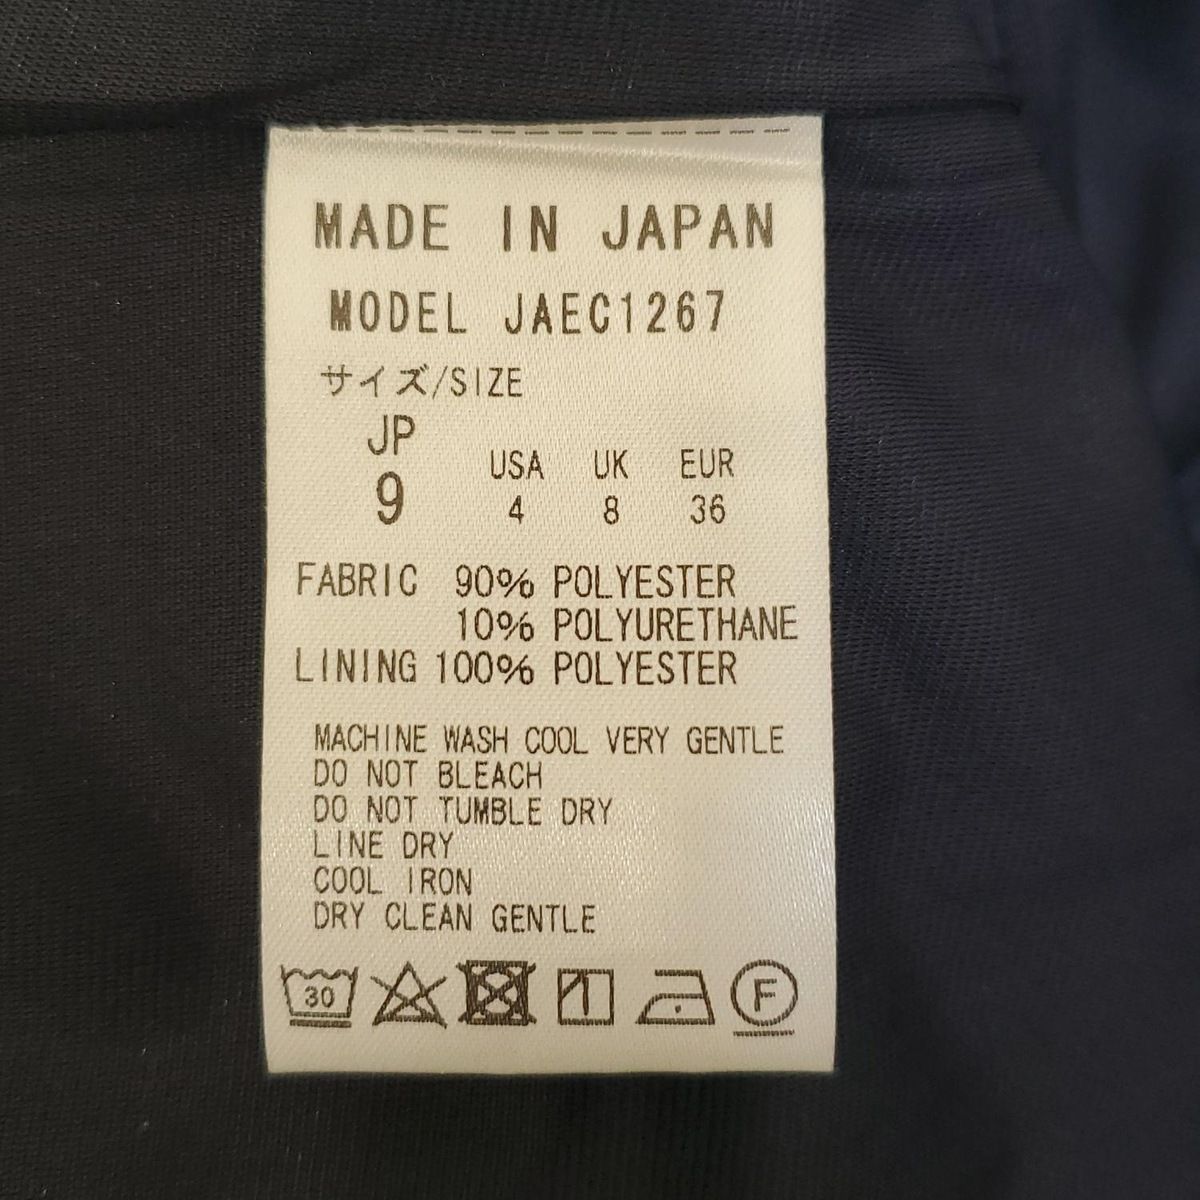 MADE IN JAPAN
MODEL JAEC1267
サイズ/SIZE
JP USA UK EUR
9 4 8 36
FABRIC 90% POLYESTER
10% POLYURETHANE
LINING 100% POLYESTER
MACHINE WASH COOL VERY GENTLE
DO NOT BLEACH
DO NOT TUMBLE DRY
LINE DRY
COOL IRON
DRY CLEAN GENTLE
30 F